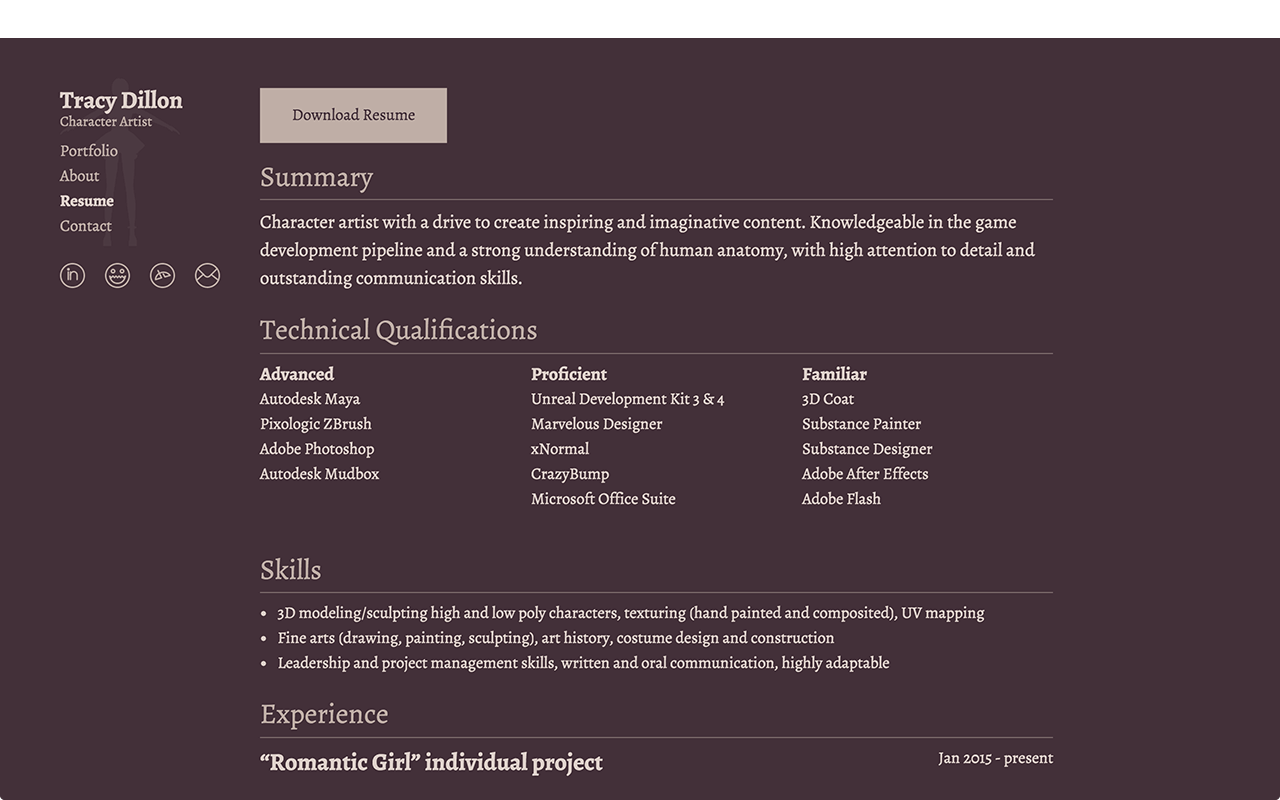 Tracy Dillon
Character Artist
Portfolio
About
Resume
Contact
in
Download Resume
Summary
Character artist with a drive to create inspiring and imaginative content. Knowledgeable in the game
development pipeline and a strong understanding of human anatomy, with high attention to detail and
outstanding communication skills.
Technical Qualifications
Advanced
Autodesk Maya
Pixologic ZBrush
Adobe Photoshop
Autodesk Mudbox
Proficient
Unreal Development Kit 3 & 4
Marvelous Designer
xNormal
CrazyBump
Microsoft Office Suite
Familiar
3D Coat
Substance Painter
Substance Designer
Adobe After Effects
Adobe Flash
Skills
• 3D modeling/sculpting high and low poly characters, texturing (hand painted and composited), UV mapping
• Fine arts (drawing, painting, sculpting), art history, costume design and construction
• Leadership and project management skills, written and oral communication, highly adaptable
Experience
“Romantic Girl” individual project
Jan 2015 - present